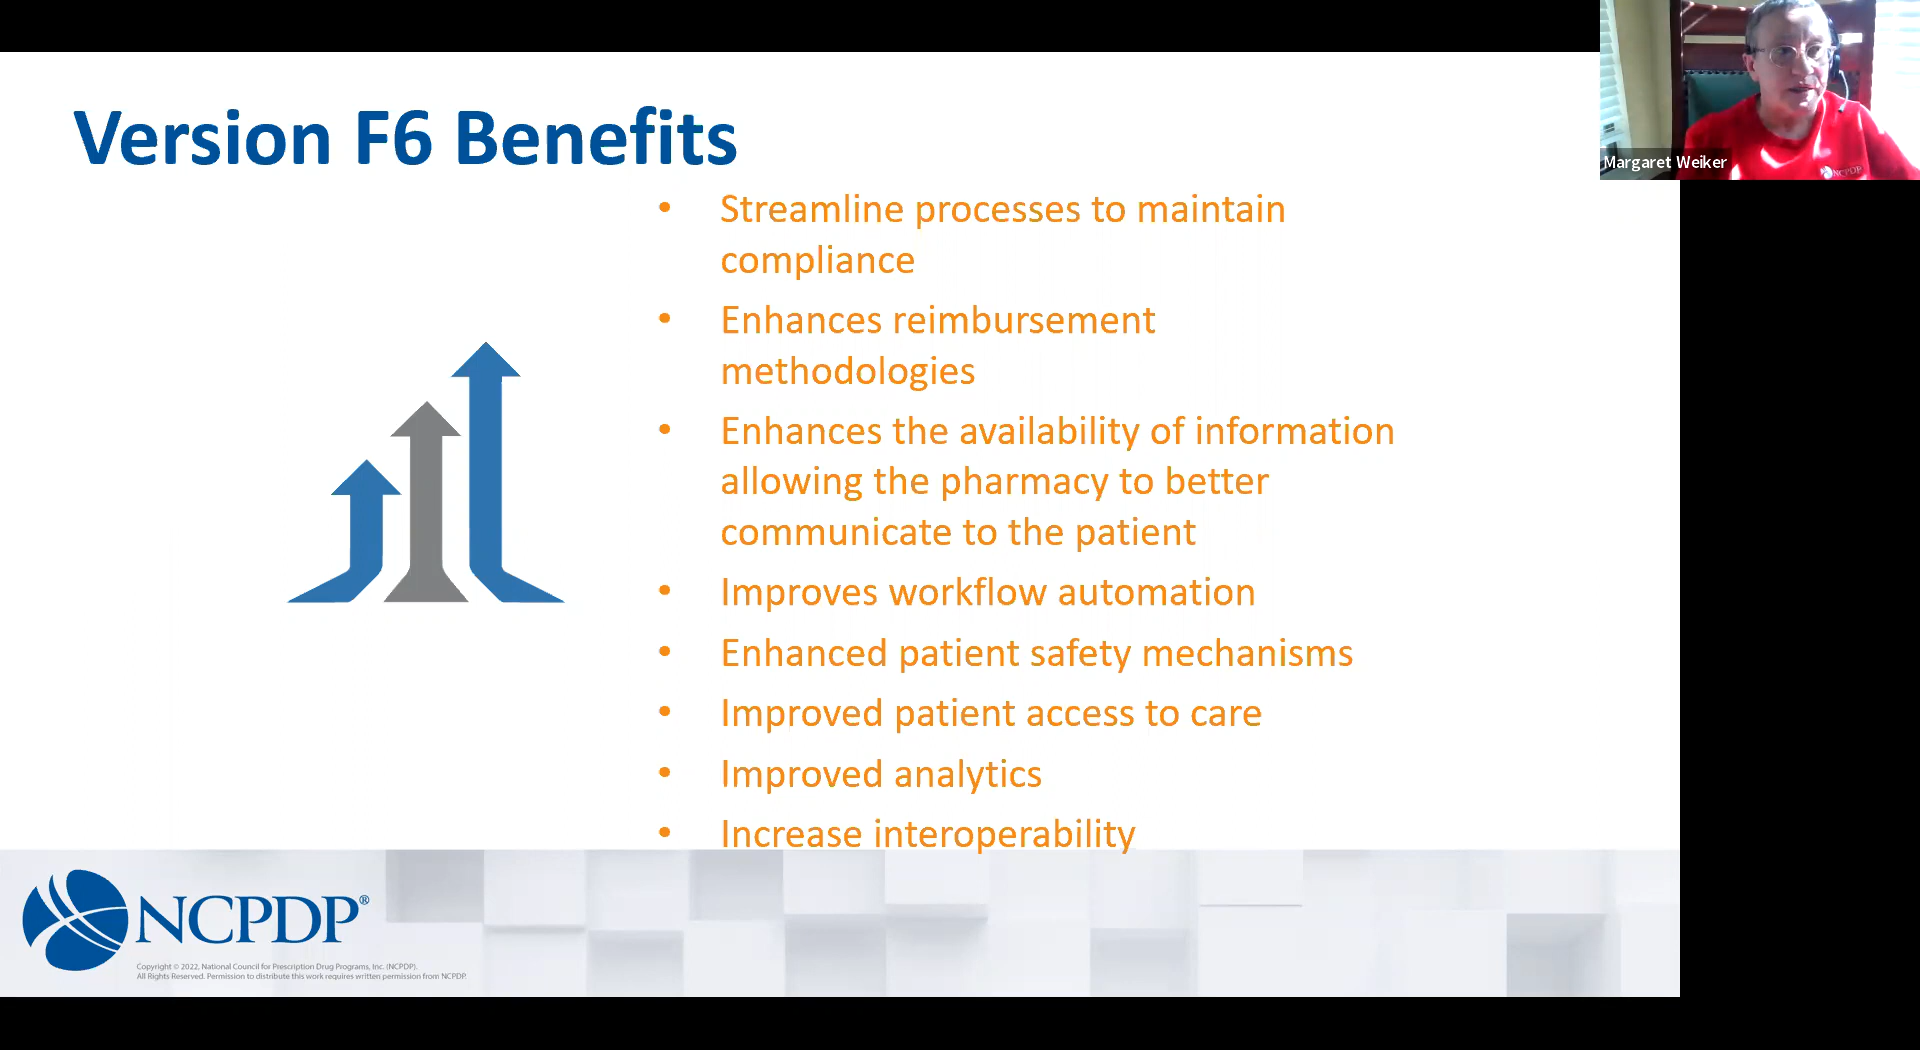 Version F6 Benefits
Margaret Weiker
NCPDP
• Streamline processes to maintain
compliance
• Enhances reimbursement
methodologies
• Enhances the availability of information
allowing the pharmacy to better
communicate to the patient
• Improves workflow automation
• Enhanced patient safety mechanisms
• Improved patient access to care
• Improved analytics
• Increase interoperability
NCPDP®
Copyright © 2022, National Council for Prescription Drug Programs, Inc. (NCPDP).
All Rights Reserved. Permission to distribute this work requires written permission from NCPDP.